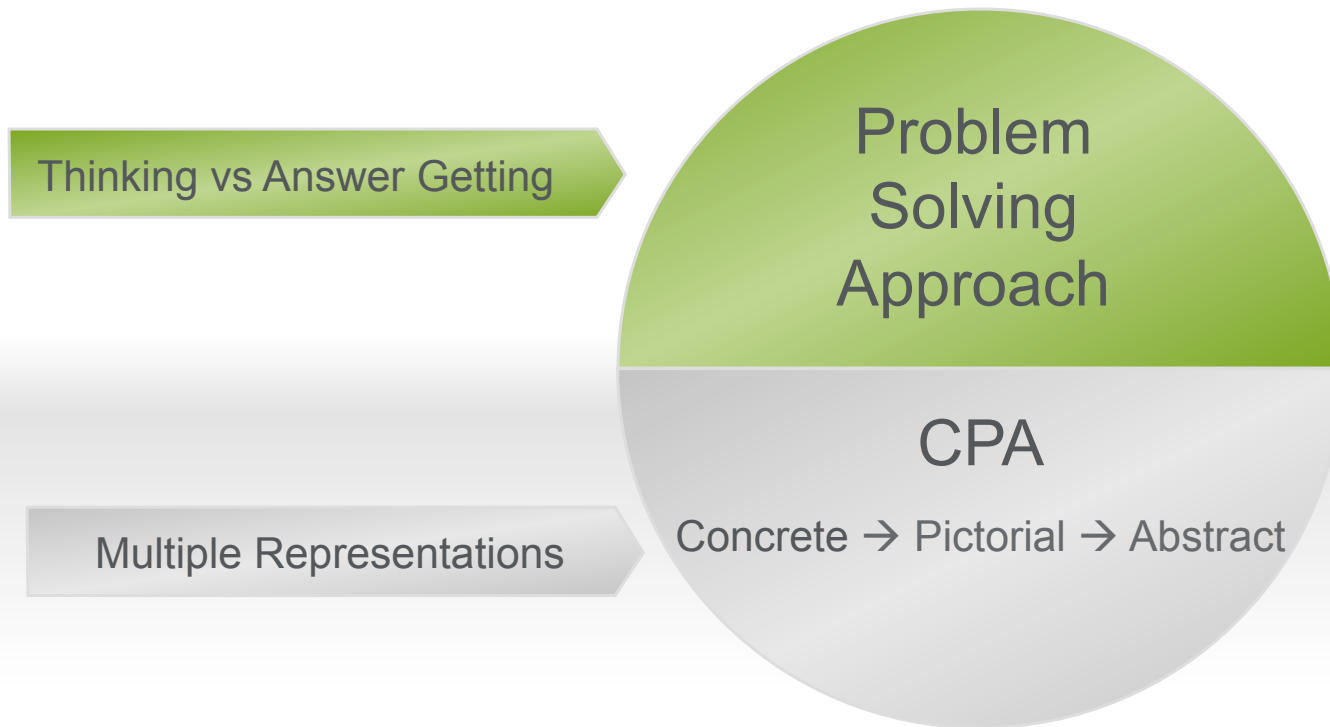 Thinking vs Answer Getting
Problem
Solving
Approach
Multiple Representations
CPA
Concrete → Pictorial → Abstract